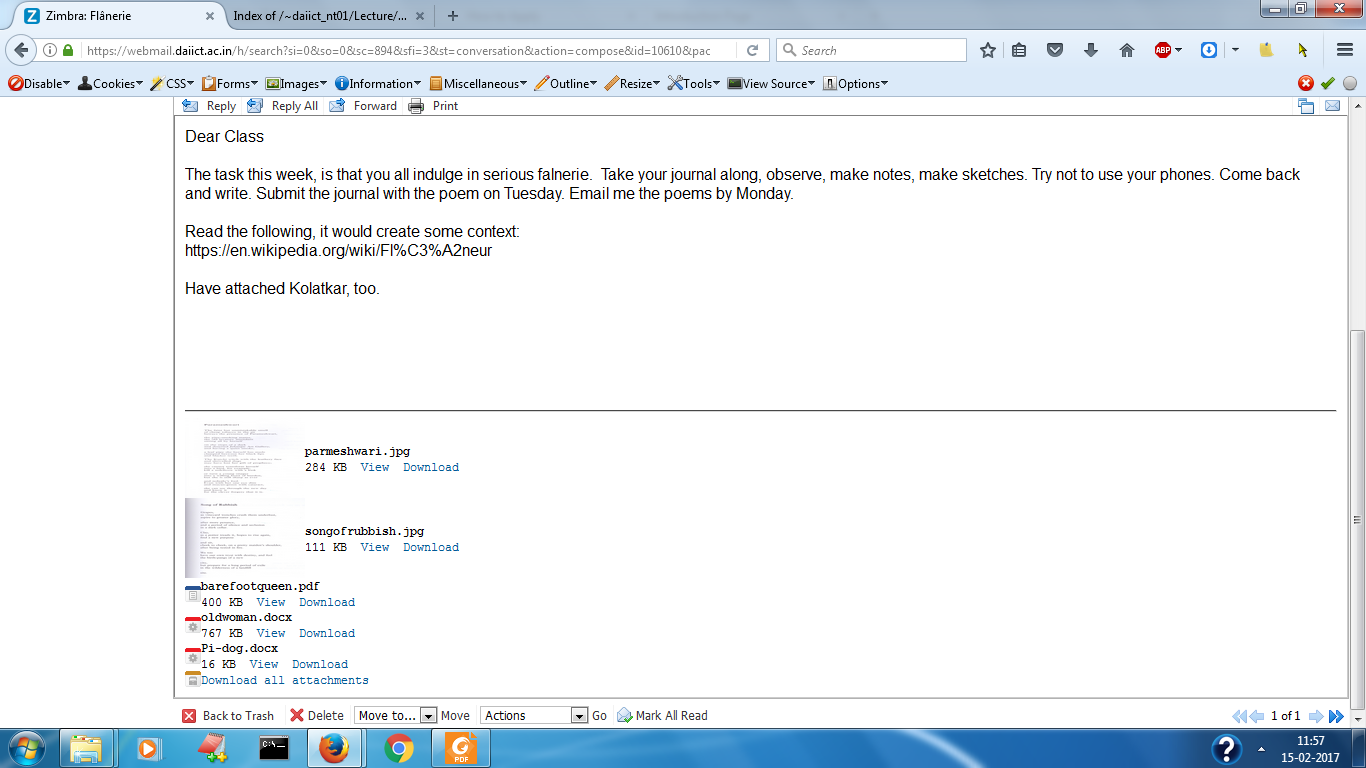 Zimbra: Flânerie
Index of /~daiict_nt01/Lecture/...
https://webmail.daiict.ac.in/h/search?si=0&so=0&sc=894&sfi=3&st=conversation&action=compose&id=10610&pac
Search
ABP
Disable Cookies CSS Forms Images Information Miscellaneous Outline Resize Tools View Source Options
Reply Reply All Forward Print
Dear Class
The task this week, is that you all indulge in serious falnerie.  Take your journal along, observe, make notes, make sketches. Try not to use your phones. Come back
and write. Submit the journal with the poem on Tuesday. Email me the poems by Monday.
Read the following, it would create some context:
https://en.wikipedia.org/wiki/Fl%C3%A2neur
Have attached Kolatkar, too.
parmeshwari.jpg
284 KB View Download
Song of Rubbish
songofrubbish.jpg
111 KB View Download
barefootqueen.pdf
400 KB View Download
oldwoman.docx
767 KB View Download
Pi-dog.docx
16 KB View Download
Download all attachments
Back to Trash Delete Move to... Move Actions Go Mark All Read
1 of 1
C:\
PDF
11:57
15-02-2017